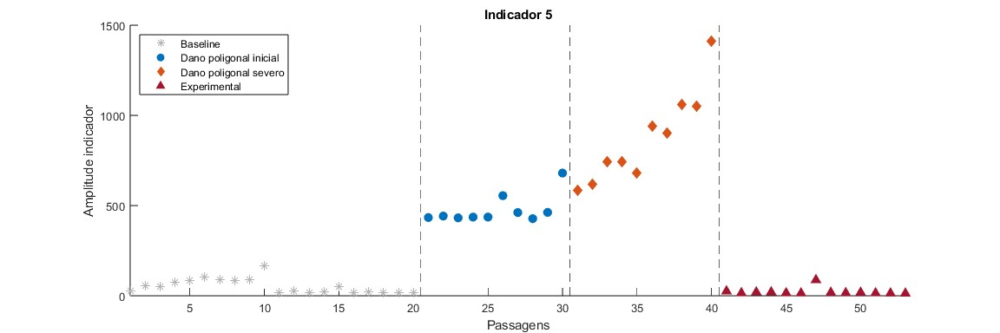 Indicador 5
Baseline
Dano poligonal inicial
Dano poligonal severo
Experimental
Amplitude indicador
1500
1000
500
0
5 10 15 20 25 30 35 40 45 50
Passagens